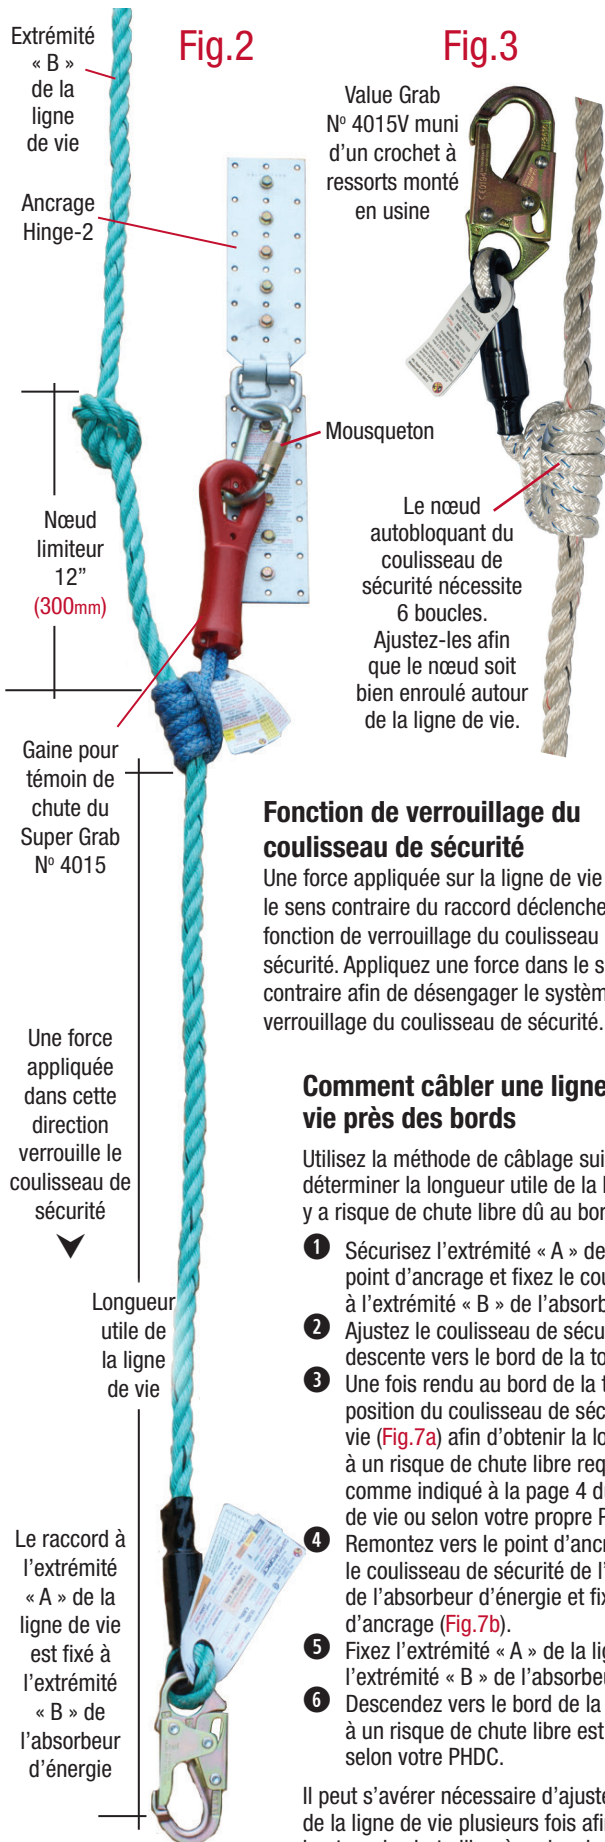 Fig.2
Extrémité
« B »
de la
ligne
de vie
Ancrage
Hinge-2
Mousqueton
Nœud
limiteur
12”
(300mm)
Gaine pour
témoin de
chute du
Super Grab
Nº 4015
Une force
appliquée
dans cette
direction
verrouille le
coulisseau de
sécurité
Longueur
utile de
la ligne
de vie
Le raccord à
l’extrémité
« A » de la
ligne de vie
est fixé à
l’extrémité
« B » de
l’absorbeur
d’énergie
Fig.3
Value Grab
Nº 4015V muni
d’un crochet à
ressorts monté
en usine
Le nœud
autobloquant du
coulisseau de
sécurité nécessite
6 boucles.
Ajustez-les afin
que le nœud soit
bien enroulé autour
de la ligne de vie.
Fonction de verrouillage du
coulisseau de sécurité
Une force appliquée sur la ligne de vie
le sens contraire du raccord déclenche
fonction de verrouillage du coulisseau
sécurité. Appliquez une force dans le s
contraire afin de désengager le systèm
verrouillage du coulisseau de sécurité.
Comment câbler une ligne
vie près des bords
Utilisez la méthode de câblage sui
déterminer la longueur utile de la l
y a risque de chute libre dû au bor
1 Sécurisez l’extrémité « A » de
point d’ancrage et fixez le cou
à l’extrémité « B » de l’absorb
2 Ajustez le coulisseau de sécu
descente vers le bord de la to
3 Une fois rendu au bord de la t
position du coulisseau de séc
vie (Fig.7a) afin d’obtenir la lo
à un risque de chute libre req
comme indiqué à la page 4 d
de vie ou selon votre propre P
4 Remontez vers le point d’ancr
le coulisseau de sécurité de l’
de l’absorbeur d’énergie et fix
d’ancrage (Fig.7b).
5 Fixez l’extrémité « A » de la lig
l’extrémité « B » de l’absorbeu
6 Descendez vers le bord de la
à un risque de chute libre est
selon votre PHDC.
Il peut s’avérer nécessaire d’ajuste
de la ligne de vie plusieurs fois afi